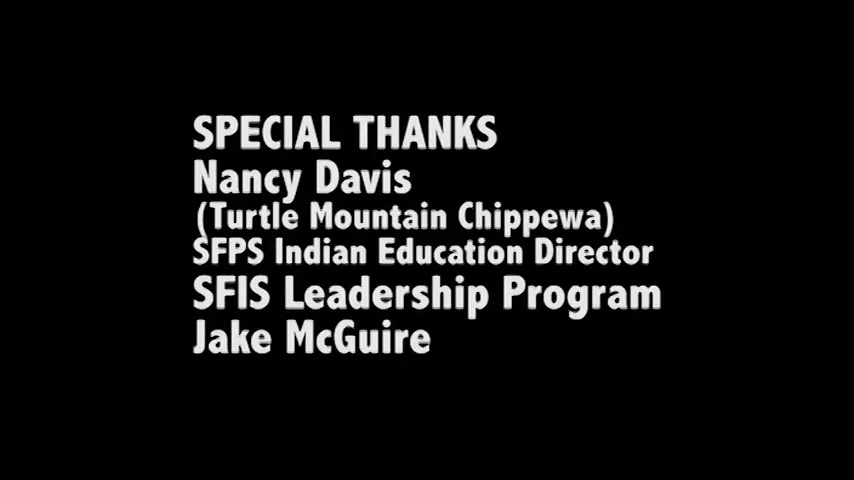 SPECIAL THANKS
Nancy Davis
(Turtle Mountain Chippewa)
SFPS Indian Education Director
SFIS Leadership Program
Jake McGuire